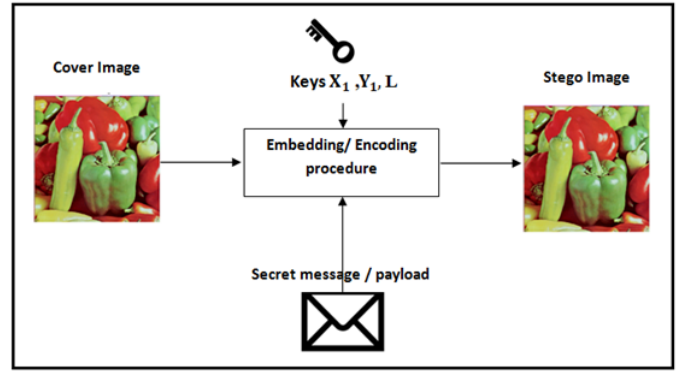 Cover Image
Keys X₁ ,Y₁, L
Stego Image
Embedding/ Encoding
procedure
Secret message / payload